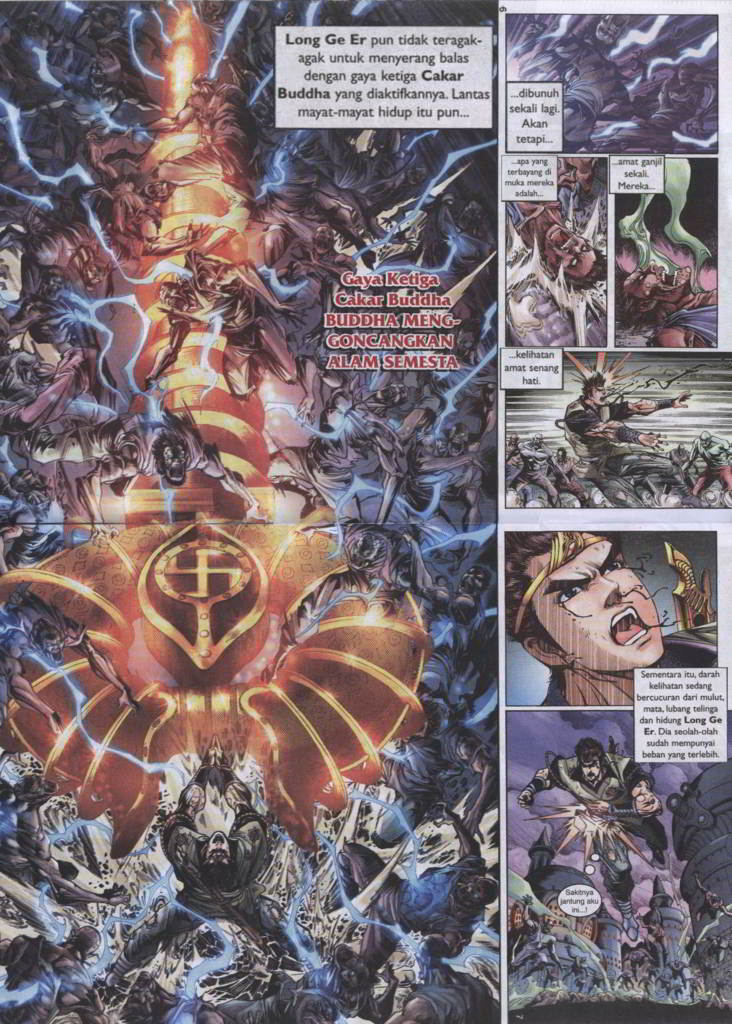 Long Ge Er pun tidak teragak-
agak untuk menyerang balas
dengan gaya ketiga Cakar
Buddha yang diaktifkannya. Lantas
mayat-mayat hidup itu pun...
Gaya Ketiga
Cakar Buddha
BUDDHA MENG-
GONCANGKAN
ALAM SEMESTA
6
...dibunuh
sekali lagi.
Akan
tetapi...
...apa yang
terbayang di
muka mereka
adalah...
...amat ganjil
sekali.
Mereka...
...kelihatan
amat senang
hati.
Sementara itu, darah
kelihatan sedang
bercucuran dari mulut,
mata, lubang telinga
dan hidung Long Ge
Er. Dia seolah-olah
sudah mempunyai
beban yang terlebih.
Sakitnya
jantung aku
ini...!
7